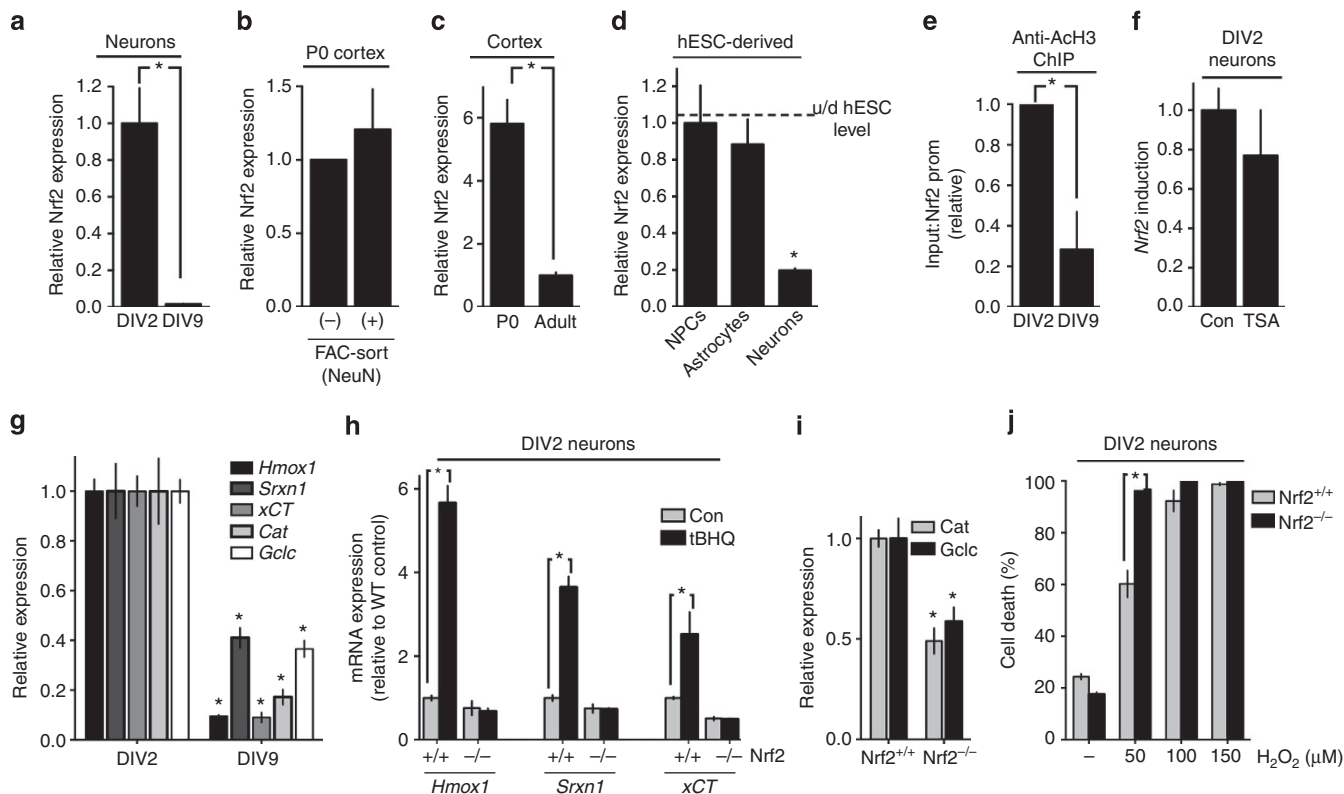 a
Neurons
*
Relative Nrf2 expression
1.2
1.0
0.8
0.6
0.4
0.2
0.0
DIV2 DIV9
b
P0 cortex
Relative Nrf2 expression
1.5
1.0
0.5
0.0
(–) (+)
FAC-sort
(NeuN)
c
Cortex
*
Relative Nrf2 expression
6
4
2
0
P0 Adult
d
hESC-derived
Relative Nrf2 expression
1.2
1.0
0.8
0.6
0.4
0.2
0.0
µ/d hESC
level
*
NPCs
Astrocytes
Neurons
e
Anti-AcH3
ChIP
*
Input:Nrf2 prom
(relative)
1.0
0.8
0.6
0.4
0.2
0
DIV2 DIV9
f
DIV2
neurons
Nrf2 induction
1.0
0.8
0.6
0.4
0.2
0.0
Con TSA
g
Relative expression
1.0
0.8
0.6
0.4
0.2
0.0
Hmox1
Srxn1
xCT
Cat
Gclc
* * * * *
DIV2 DIV9
h
DIV2 neurons
mRNA expression
(relative to WT control)
6
4
2
0
* * *
Con
tBHQ
+/+ –/– +/+ –/– +/+ –/– Nrf2
Hmox1 Srxn1 xCT
i
Relative expression
1.0
0.5
0.0
Cat
Gclc
* *
Nrf2+/+ Nrf2–/–
j
DIV2 neurons
Cell death (%)
100
80
60
40
20
0
*
Nrf2+/+
Nrf2–/–
– 50 100 150 H2O2 (µM)